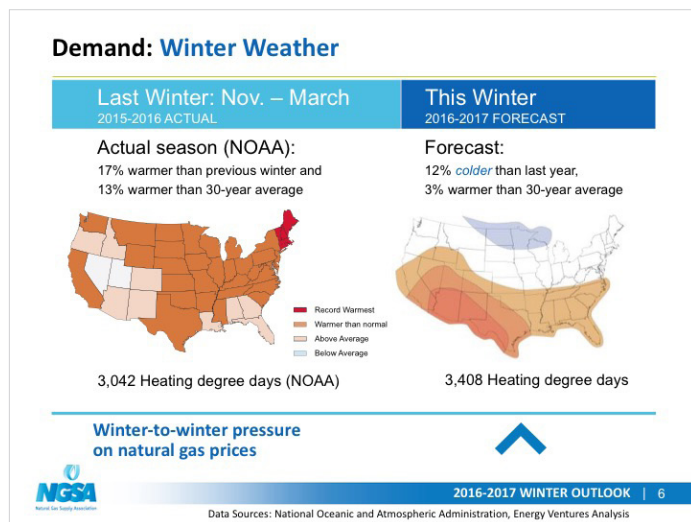 Demand: Winter Weather
Last Winter: Nov. – March
2015-2016 ACTUAL
This Winter
2016-2017 FORECAST
Actual season (NOAA):
17% warmer than previous winter and
13% warmer than 30-year average
Forecast:
12% colder than last year,
3% warmer than 30-year average
Record Warmest
Warmer than normal
Above Average
Below Average
3,042 Heating degree days (NOAA)
3,408 Heating degree days
Winter-to-winter pressure
on natural gas prices
NGSA
Natural Gas Supply Association
2016-2017 WINTER OUTLOOK | 6
Data Sources: National Oceanic and Atmospheric Administration, Energy Ventures Analysis